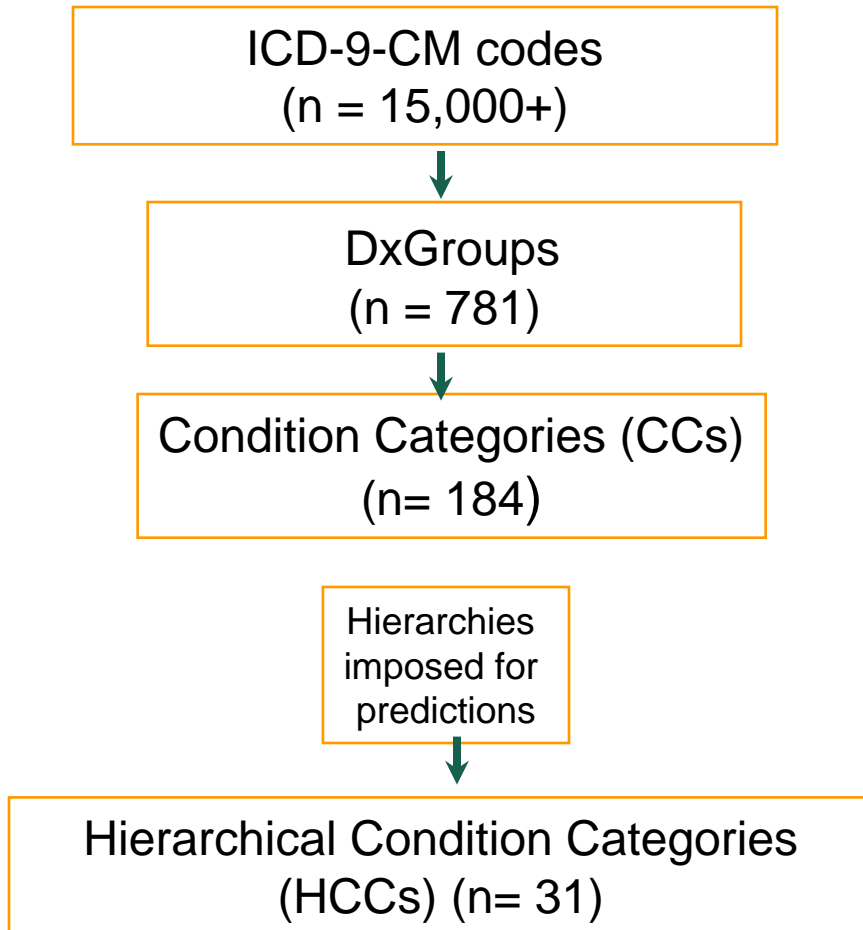 ICD-9-CM codes
(n = 15,000+)
DxGroups
(n = 781)
Condition Categories (CCs)
(n= 184)
Hierarchies
imposed for
predictions
Hierarchical Condition Categories
(HCCs) (n= 31)